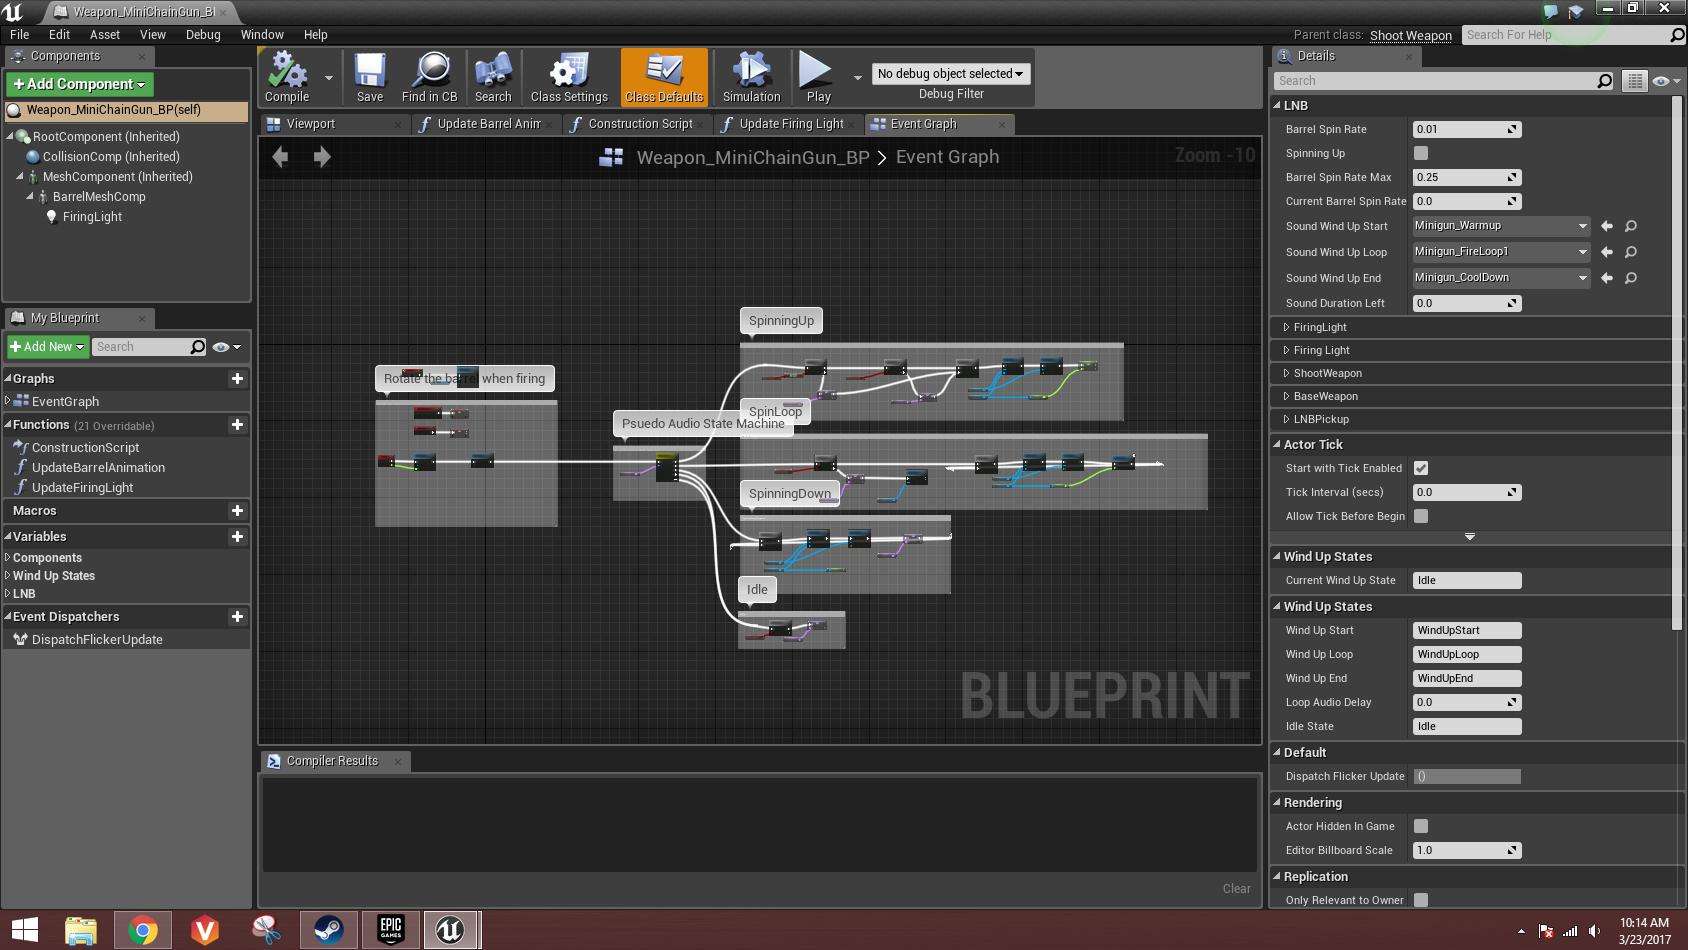 Weapon_MiniChainGun_BI
File Edit Asset View Debug Window Help
Parent class: Shoot Weapon
Search For Help
Components
+Add Component
Weapon_MiniChainGun_BP(self)
RootComponent (Inherited)
CollisionComp (Inherited)
MeshComponent (Inherited)
BarrelMeshComp
FiringLight
My Blueprint
+Add New
Search
Graphs
EventGraph
Functions (21 Overridable)
ConstructionScript
UpdateBarrelAnimation
UpdateFiringLight
Macros
Variables
Components
Wind Up States
LNB
Event Dispatchers
DispatchFlickerUpdate
Compile
Save
Find in CB
Search
Class Settings
Class Defaults
Simulation
Play
No debug object selected
Debug Filter
Viewport
Update Barrel Anim
Construction Script
Update Firing Light
Event Graph
Weapon_MiniChainGun_BP > Event Graph
Zoom -10
SpinningUp
Rotate the barrel when firing
SpinLoop
Psuedo Audio State Machine
SpinningDown
Idle
BLUEPRINT
Compiler Results
Clear
Details
Search
LNB
Barrel Spin Rate 0.01
Spinning Up
Barrel Spin Rate Max 0.25
Current Barrel Spin Rate 0.0
Sound Wind Up Start Minigun_Warmup
Sound Wind Up Loop Minigun_FireLoop1
Sound Wind Up End Minigun_CoolDown
Sound Duration Left 0.0
FiringLight
Firing Light
ShootWeapon
BaseWeapon
LNBPickup
Actor Tick
Start with Tick Enabled
Tick Interval (secs) 0.0
Allow Tick Before Begin
Wind Up States
Current Wind Up State Idle
Wind Up States
Wind Up Start WindUpStart
Wind Up Loop WindUpLoop
Wind Up End WindUpEnd
Loop Audio Delay 0.0
Idle State Idle
Default
Dispatch Flicker Update ()
Rendering
Actor Hidden In Game
Editor Billboard Scale 1.0
Replication
Only Relevant to Owner
EPIC
GAMES
10:14 AM
3/23/2017